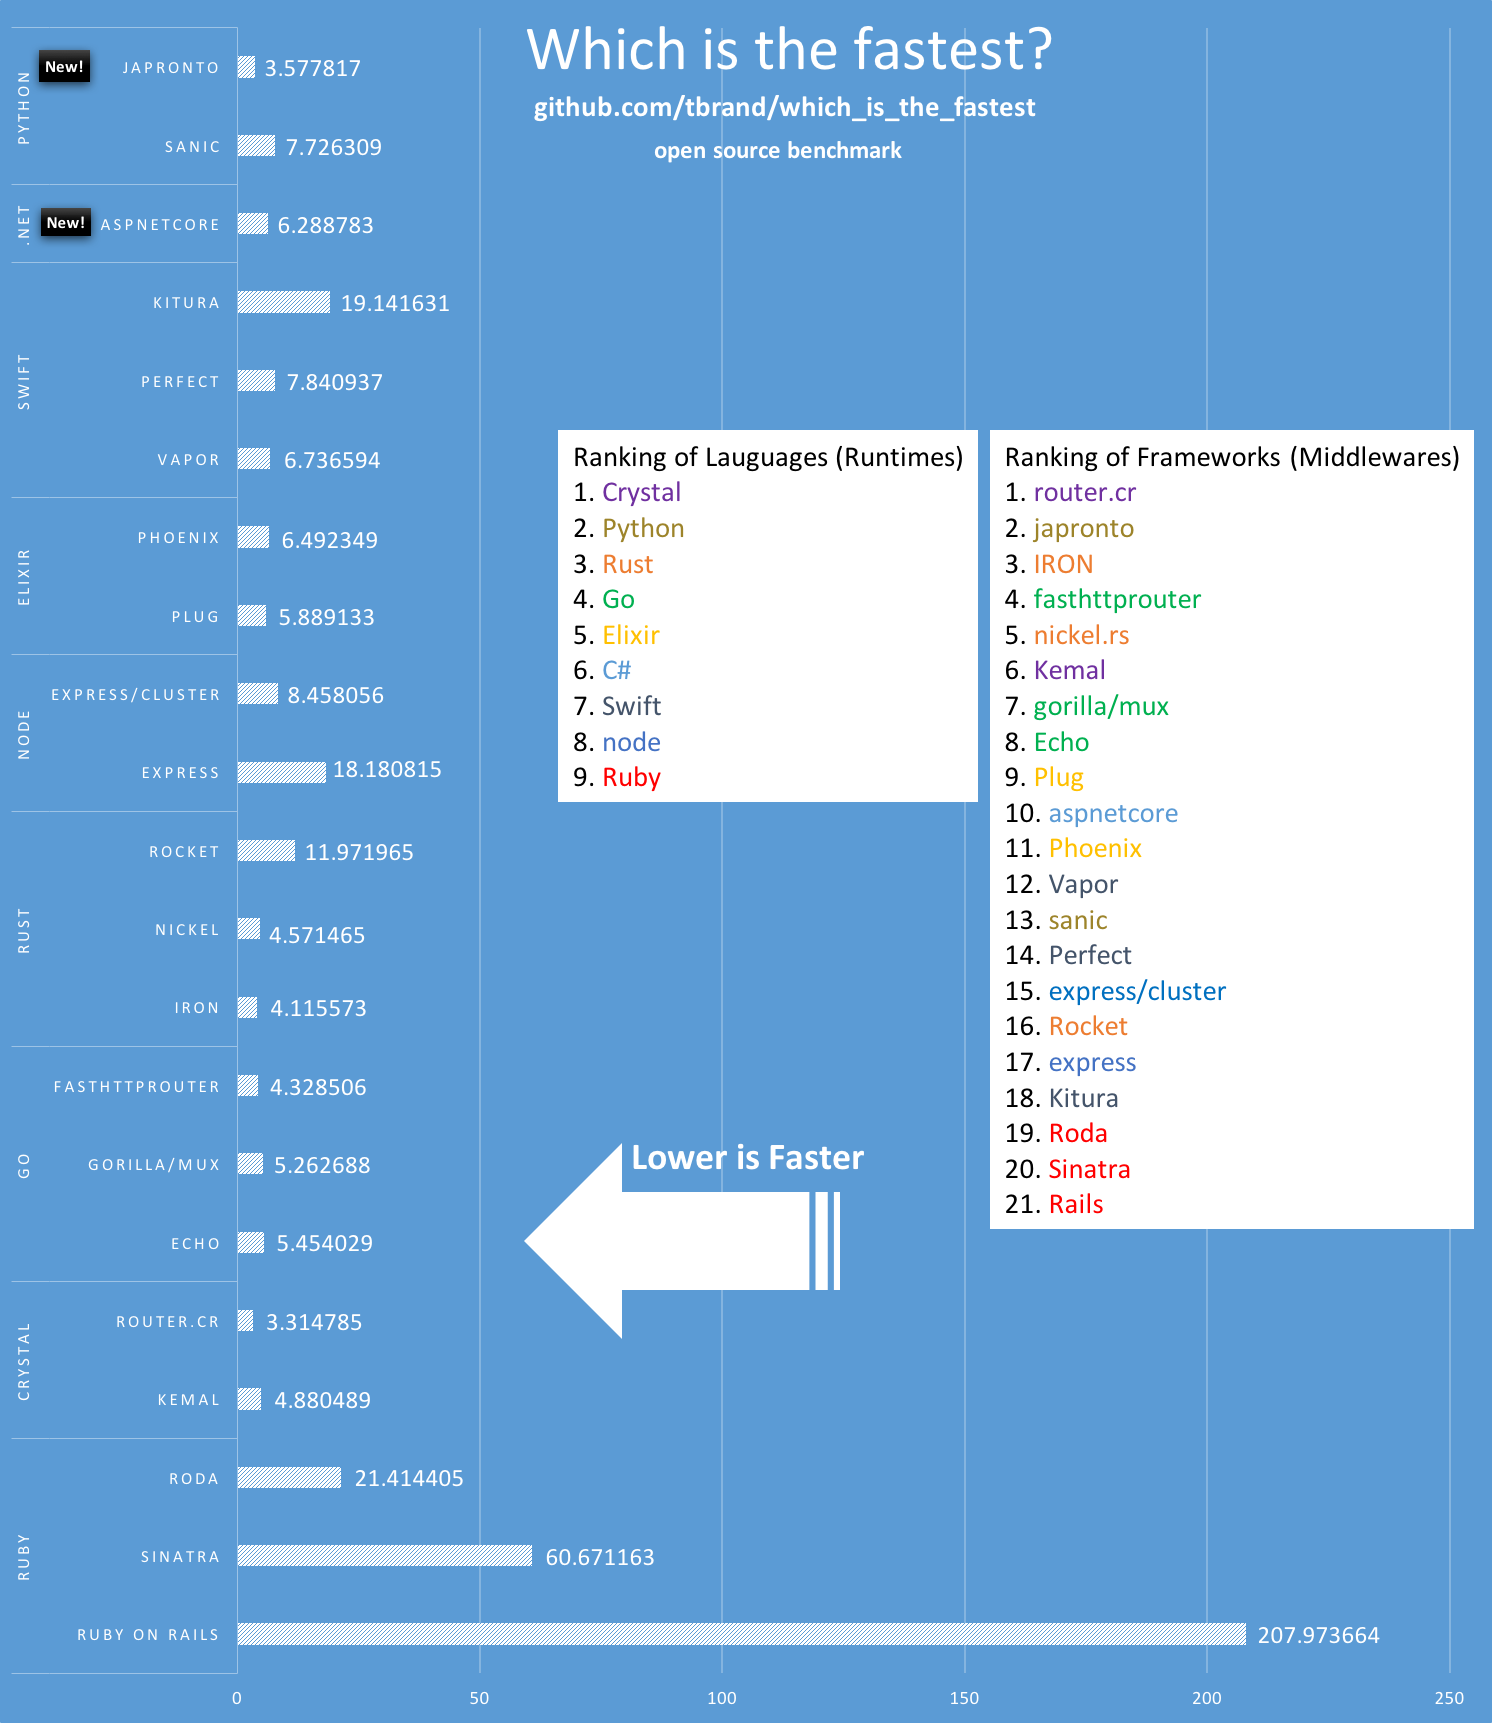 Which is the fastest?
github.com/tbrand/which_is_the_fastest
open source benchmark
PYTHON
New!
JAPRONTO
3.577817
SANIC
7.726309
.NET
New!
ASPNETCORE
6.288783
SWIFT
KITURA
19.141631
PERFECT
7.840937
VAPOR
6.736594
ELIXIR
PHOENIX
6.492349
PLUG
5.889133
NODE
EXPRESS/CLUSTER
8.458056
EXPRESS
18.180815
RUST
ROCKET
11.971965
NICKEL
4.571465
IRON
4.115573
GO
FASTHTTPROUTER
4.328506
GORILLA/MUX
5.262688
ECHO
5.454029
CRYSTAL
ROUTER.CR
3.314785
KEMAL
4.880489
RUBY
RODA
21.414405
SINATRA
60.671163
RUBY ON RAILS
207.973664
0
50
100
150
200
250
Ranking of Lauguages (Runtimes)
1. Crystal
2. Python
3. Rust
4. Go
5. Elixir
6. C#
7. Swift
8. node
9. Ruby
Ranking of Frameworks (Middlewares)
1. router.cr
2. japronto
3. IRON
4. fasthttprouter
5. nickel.rs
6. Kemal
7. gorilla/mux
8. Echo
9. Plug
10. aspnetcore
11. Phoenix
12. Vapor
13. sanic
14. Perfect
15. express/cluster
16. Rocket
17. express
18. Kitura
19. Roda
20. Sinatra
21. Rails
Lower is Faster